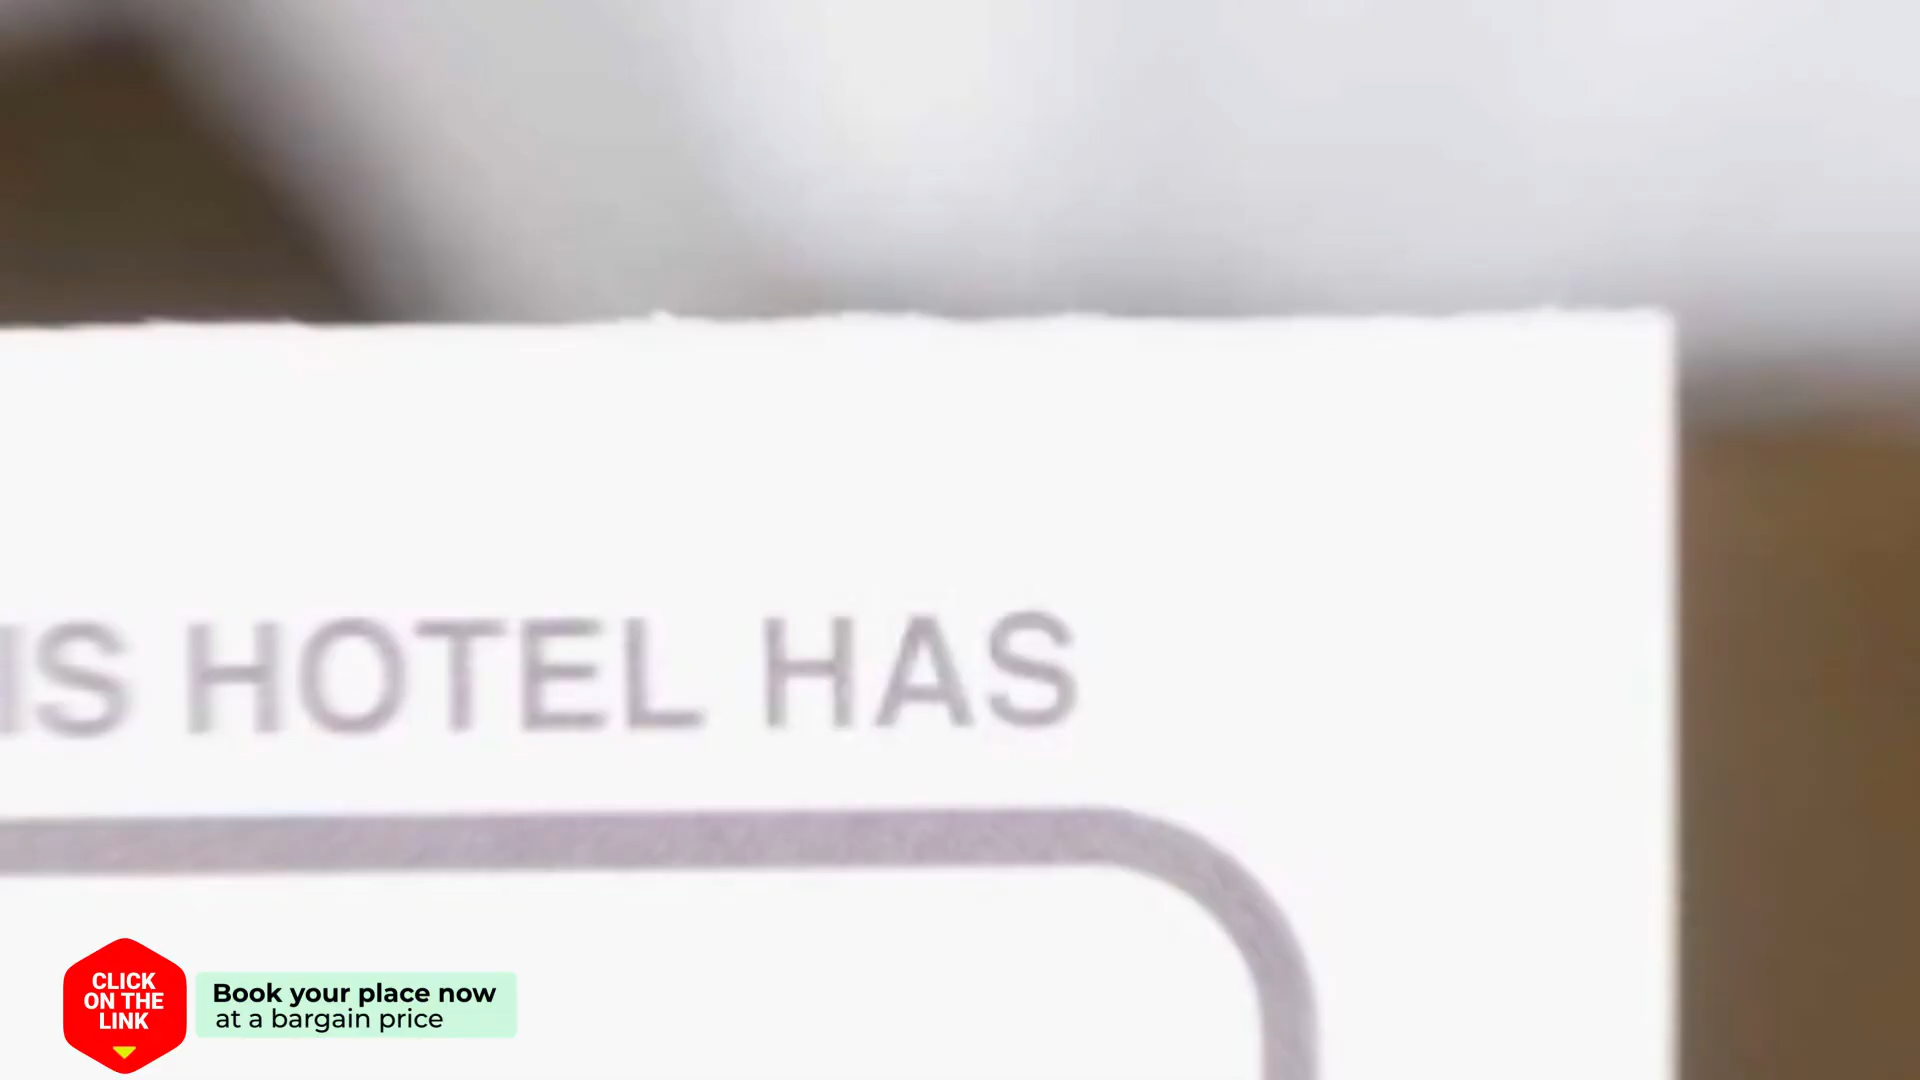 IS HOTEL HAS
CLICK
ON THE
LINK
Book your place now
at a bargain price